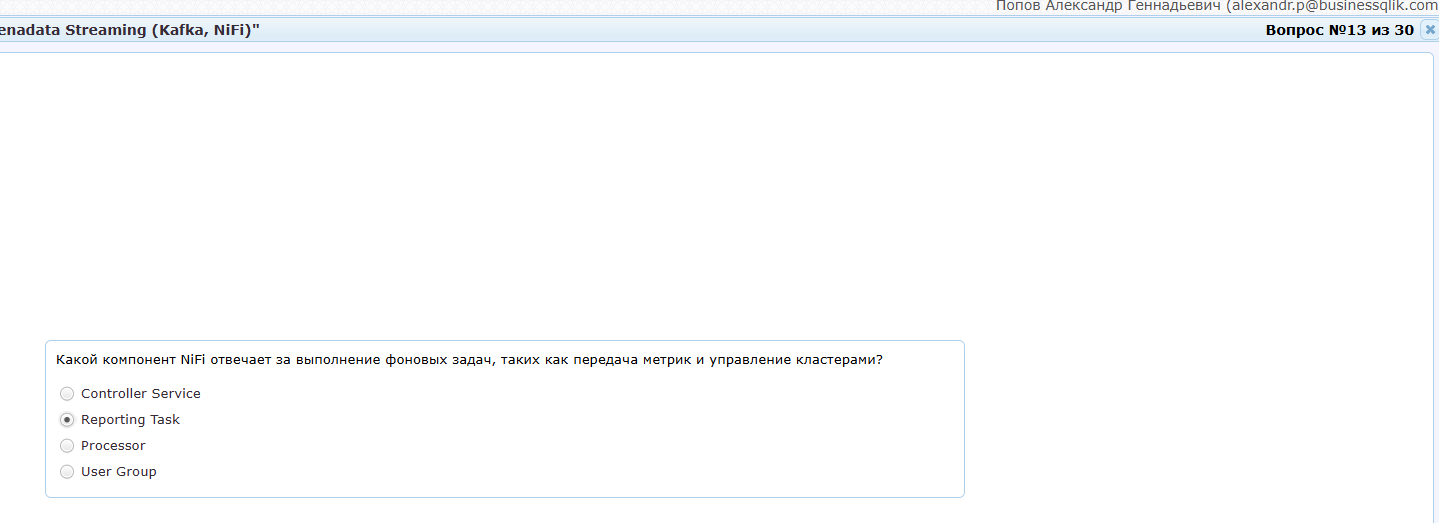 Попов Александр Геннадьевич (alexandr.p@businessqlik.com
enadata Streaming (Kafka, NiFi)"
Вопрос №13 из 30
Какой компонент NiFi отвечает за выполнение фоновых задач, таких как передача метрик и управление кластерами?
Controller Service
Reporting Task
Processor
User Group